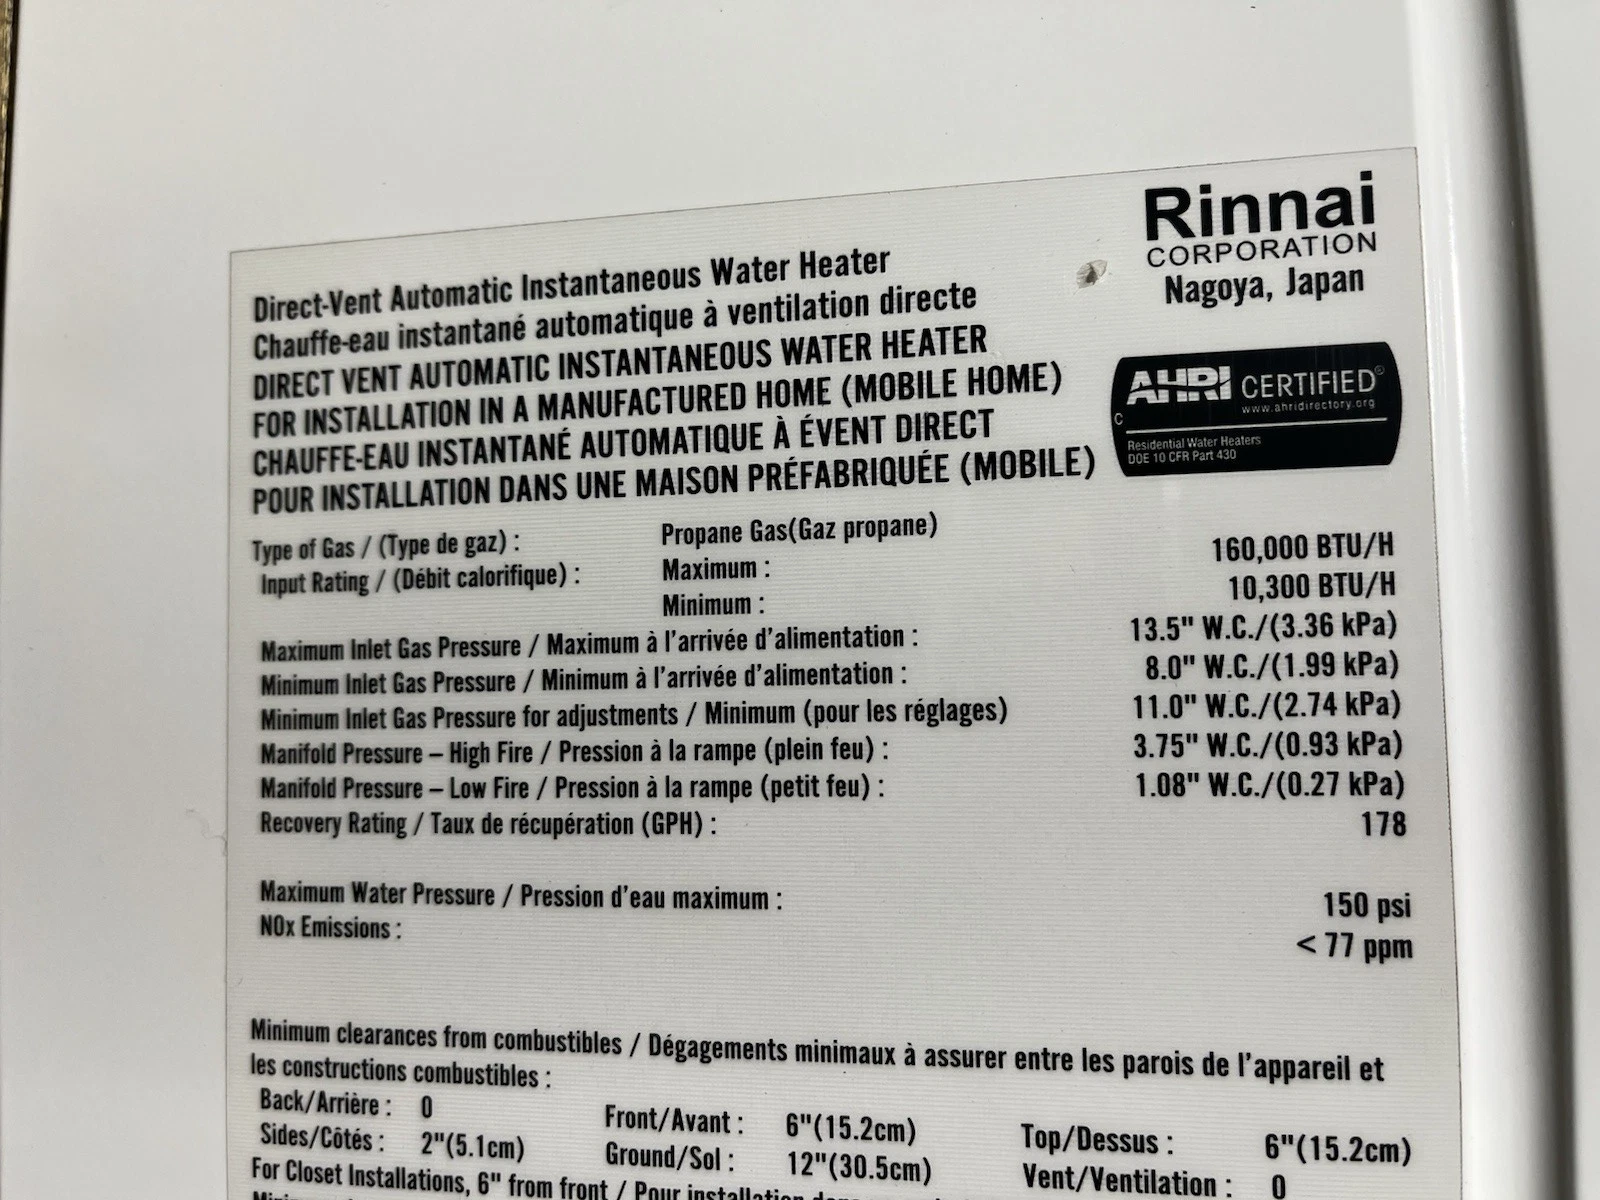 Rinnai
CORPORATION
Nagoya, Japan
Direct-Vent Automatic Instantaneous Water Heater
Chauffe-eau instantané automatique à ventilation directe
DIRECT VENT AUTOMATIC INSTANTANEOUS WATER HEATER
FOR INSTALLATION IN A MANUFACTURED HOME (MOBILE HOME)
CHAUFFE-EAU INSTANTANÉ AUTOMATIQUE À ÉVENT DIRECT
POUR INSTALLATION DANS UNE MAISON PRÉFABRIQUÉE (MOBILE)
AHRI CERTIFIED®
www.ahridirectory.org
C
Residential Water Heaters
DOE 10 CFR Part 430
Type of Gas / (Type de gaz) : Propane Gas(Gaz propane)
Input Rating / (Débit calorifique) : Maximum : 160,000 BTU/H
Minimum : 10,300 BTU/H
Maximum Inlet Gas Pressure / Maximum à l'arrivée d'alimentation : 13.5" W.C./(3.36 kPa)
Minimum Inlet Gas Pressure / Minimum à l'arrivée d'alimentation : 8.0" W.C./(1.99 kPa)
Minimum Inlet Gas Pressure for adjustments / Minimum (pour les réglages) 11.0" W.C./(2.74 kPa)
Manifold Pressure – High Fire / Pression à la rampe (plein feu) : 3.75" W.C./(0.93 kPa)
Manifold Pressure – Low Fire / Pression à la rampe (petit feu) : 1.08" W.C./(0.27 kPa)
Recovery Rating / Taux de récupération (GPH) : 178
Maximum Water Pressure / Pression d'eau maximum : 150 psi
NOx Emissions : < 77 ppm
Minimum clearances from combustibles / Dégagements minimaux à assurer entre les parois de l'appareil et
les constructions combustibles :
Back/Arrière : 0 Front/Avant : 6"(15.2cm) Top/Dessus : 6"(15.2cm)
Sides/Côtés : 2"(5.1cm) Ground/Sol : 12"(30.5cm) Vent/Ventilation : 0
For Closet Installations, 6" from front / Pour installation dans